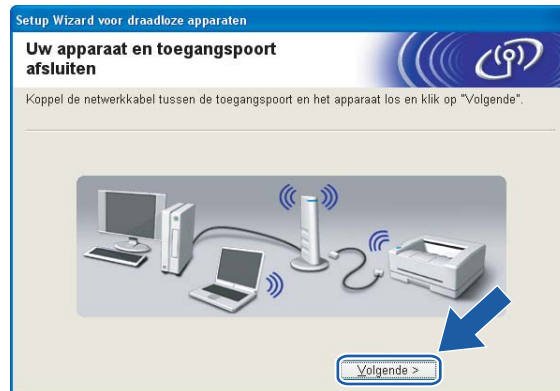 Setup Wizard voor draadloze apparaten
Uw apparaat en toegangspoort
afsluiten
Koppel de netwerkkabel tussen de toegangspoort en het apparaat los en klik op "Volgende".
Volgende >